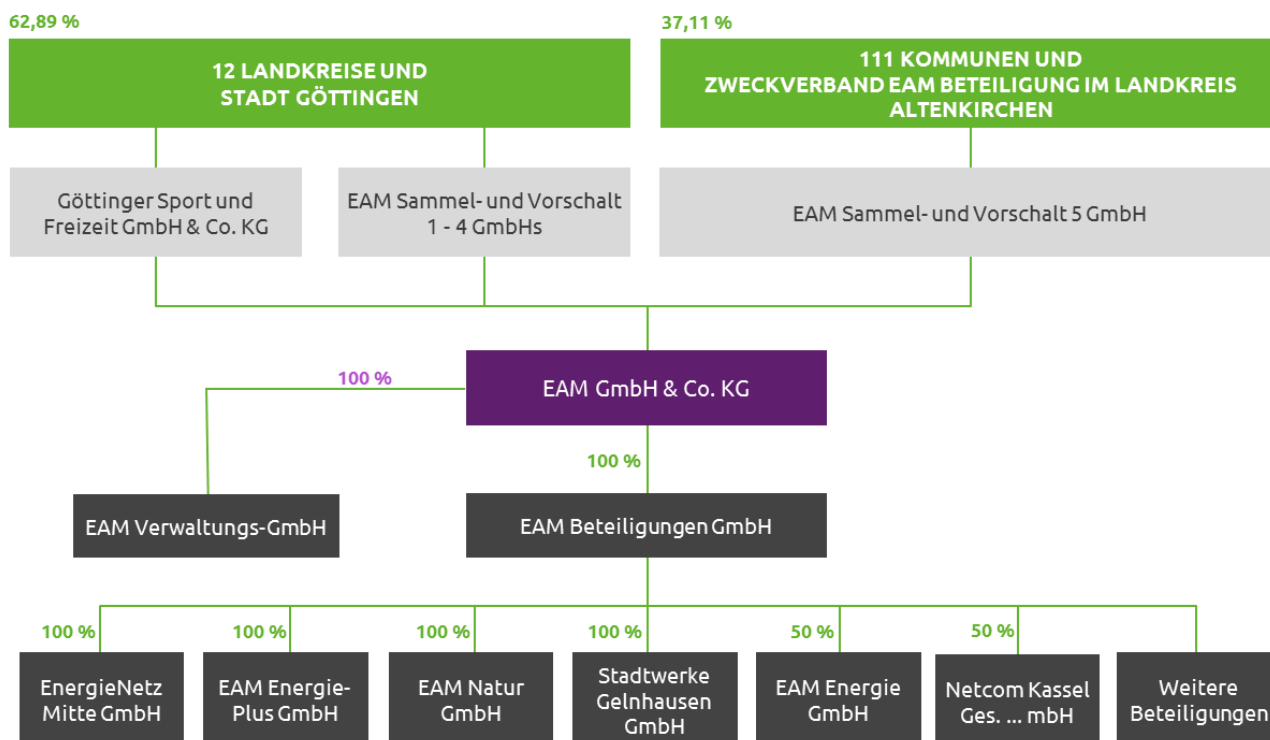 62,89 %
37,11 %
12 LANDKREISE UND
STADT GÖTTINGEN
111 KOMMUNEN UND
ZWECKVERBAND EAM BETEILIGUNG IM LANDKREIS
ALTENKIRCHEN
Göttinger Sport und
Freizeit GmbH & Co. KG
EAM Sammel- und Vorschalt
1 - 4 GmbHs
EAM Sammel- und Vorschalt 5 GmbH
100 %
EAM GmbH & Co. KG
100 %
EAM Verwaltungs-GmbH
EAM Beteiligungen GmbH
100 %
EnergieNetz
Mitte GmbH
100 %
EAM Energie-
Plus GmbH
100 %
EAM Natur
GmbH
100 %
Stadtwerke
Gelnhausen
GmbH
50 %
EAM Energie
GmbH
50 %
Netcom Kassel
Ges. ... mbH
Weitere
Beteiligungen